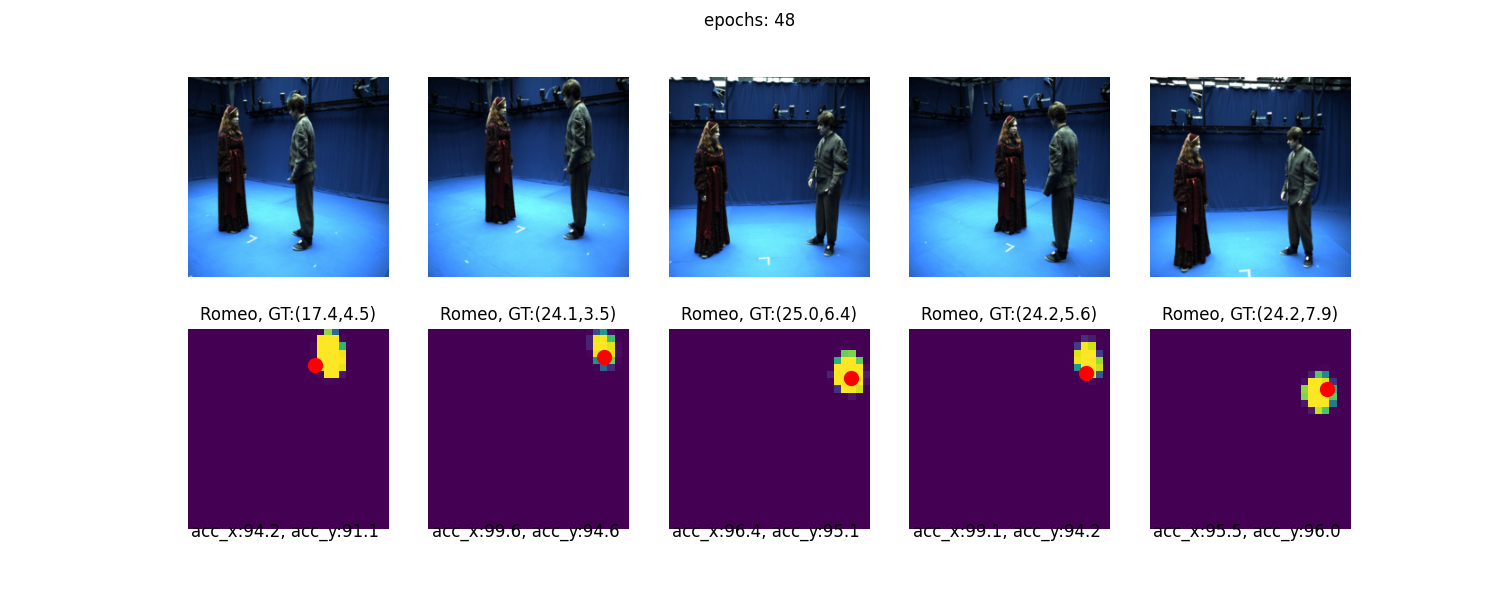 epochs: 48
Romeo, GT:(17.4,4.5)
Romeo, GT:(24.1,3.5)
Romeo, GT:(25.0,6.4)
Romeo, GT:(24.2,5.6)
Romeo, GT:(24.2,7.9)
acc_x:94.2, acc_y:91.1
acc_x:99.6, acc_y:94.6
acc_x:96.4, acc_y:95.1
acc_x:99.1, acc_y:94.2
acc_x:95.5, acc_y:96.0